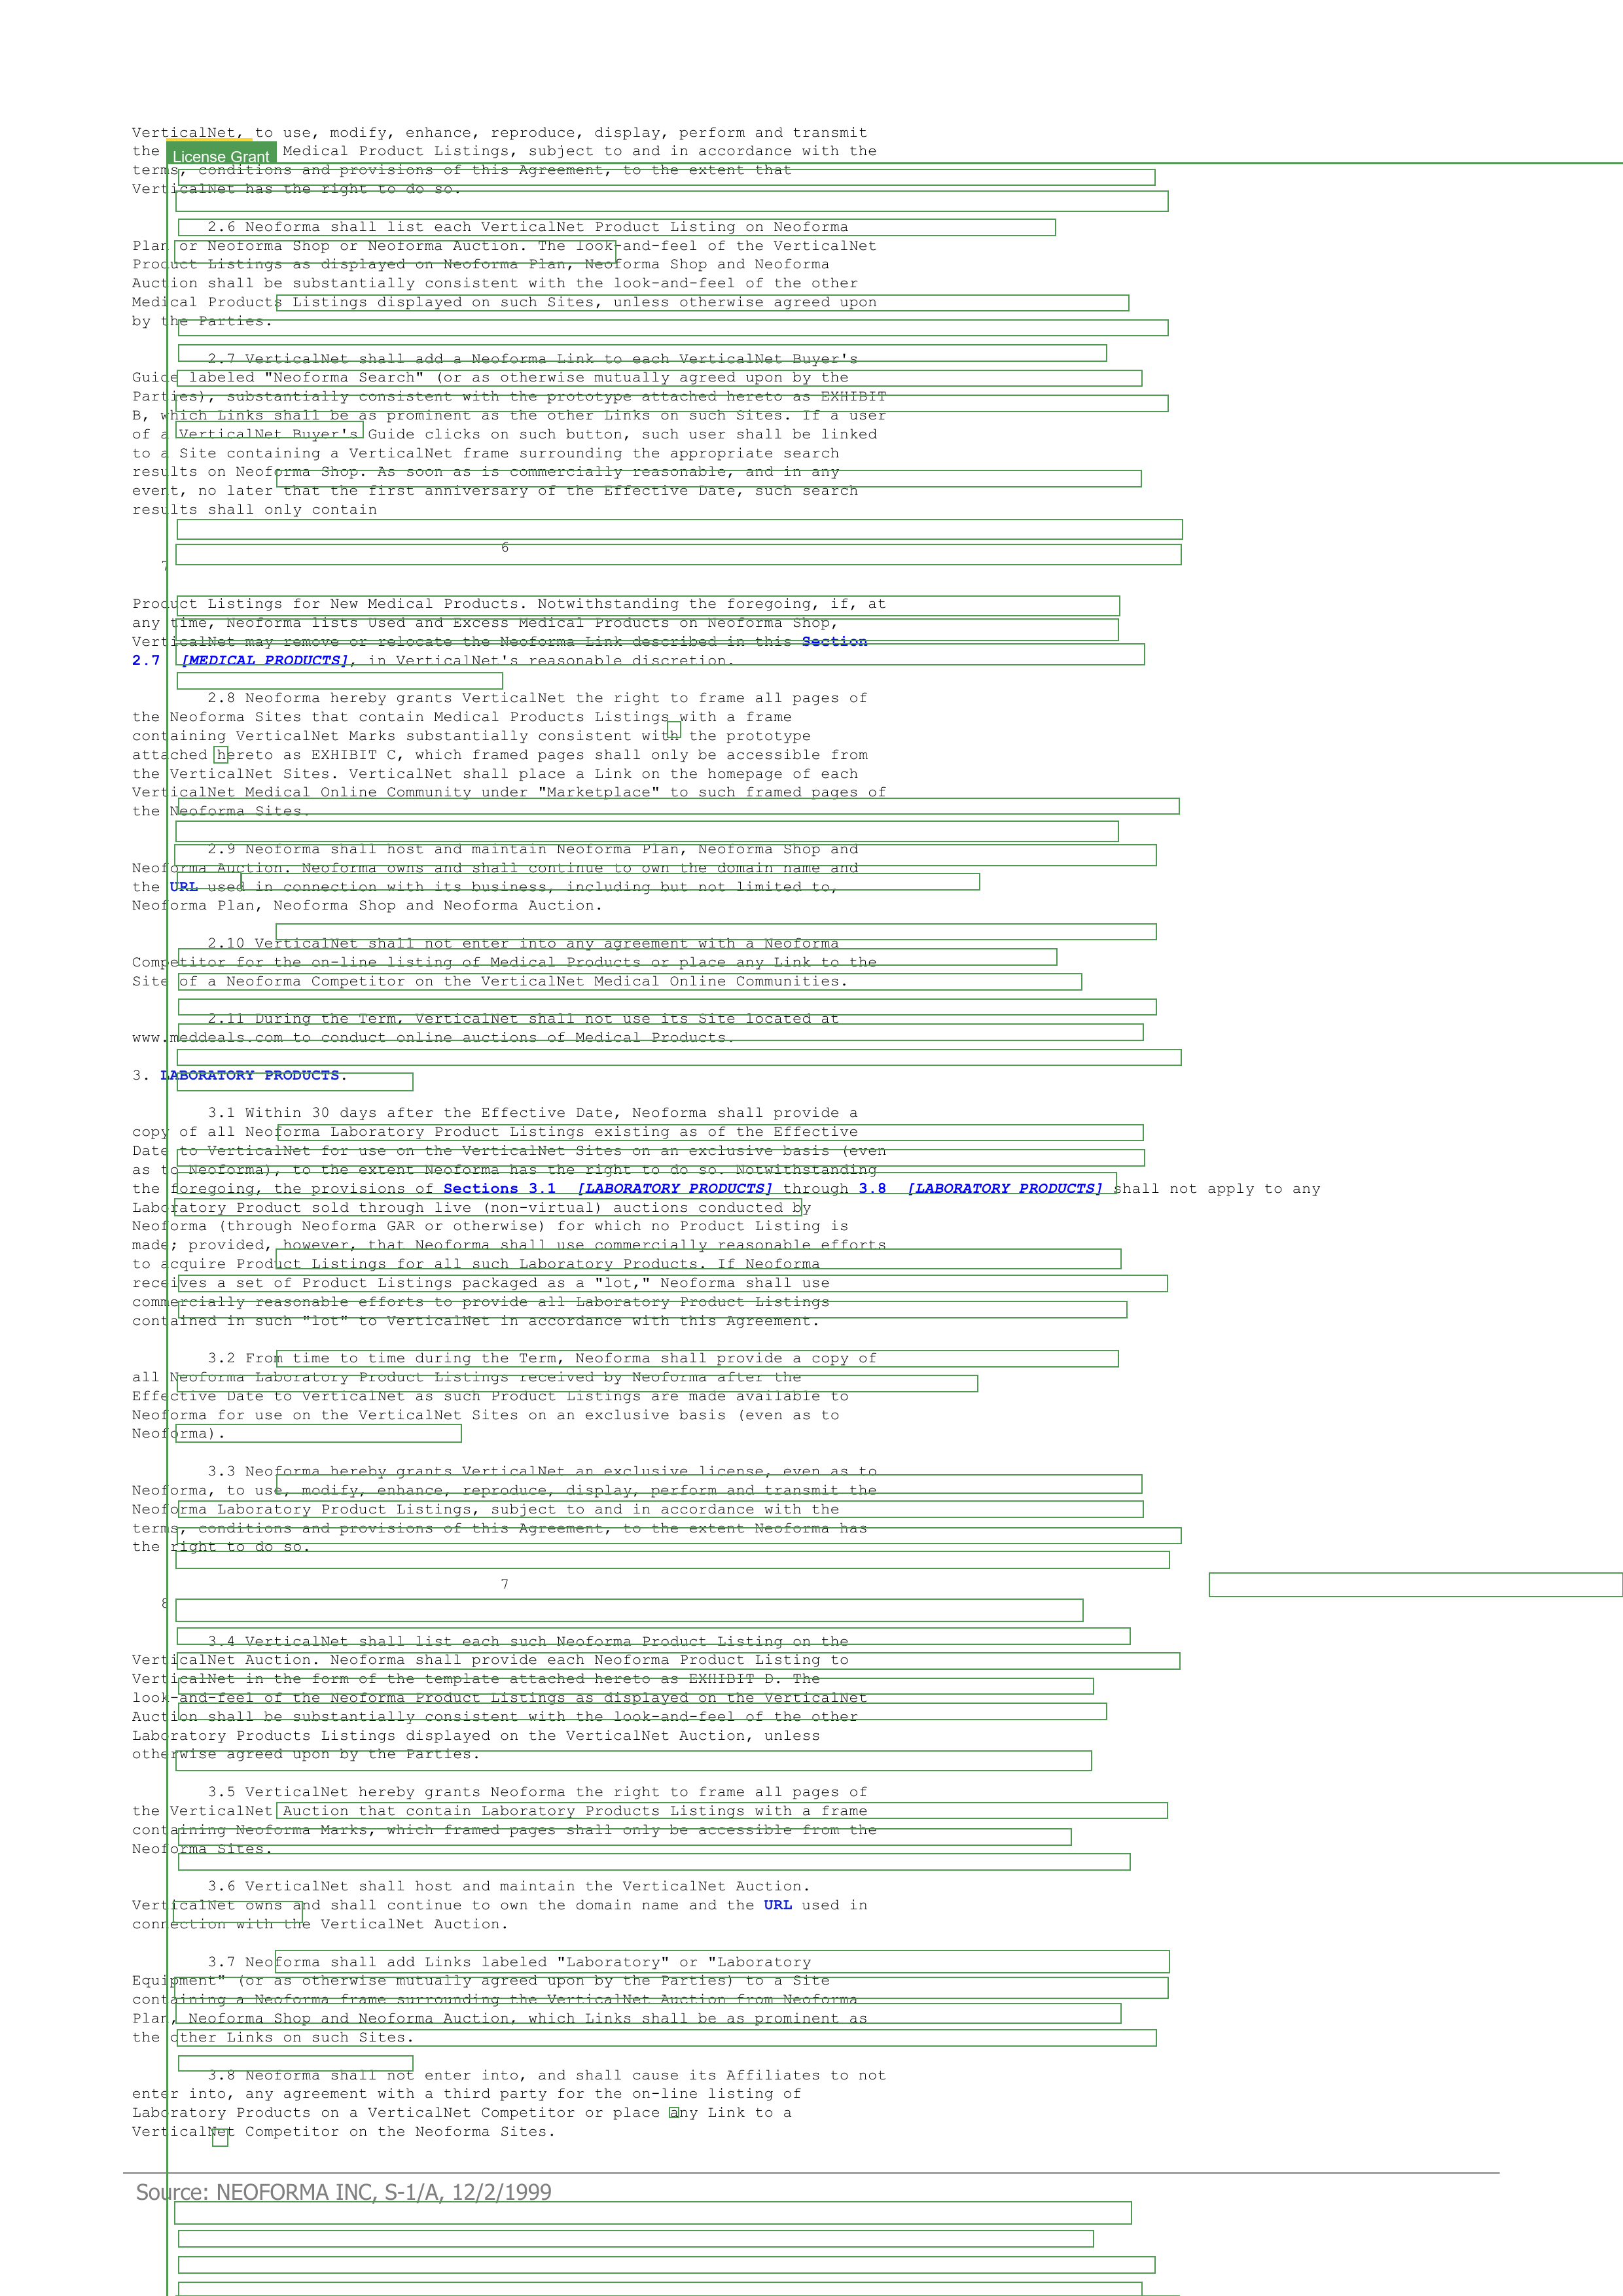 VerticalNet, to use, modify, enhance, reproduce, display, perform and transmit
License Grant
the Medical Product Listings, subject to and in accordance with the
terms, conditions and provisions of this Agreement, to the extent that
VerticalNet has the right to do so.
2.6 Neoforma shall list each VerticalNet Product Listing on Neoforma
Plan or Neoforma Shop or Neoforma Auction. The look-and-feel of the VerticalNet
Product Listings as displayed on Neoforma Plan, Neoforma Shop and Neoforma
Auction shall be substantially consistent with the look-and-feel of the other
Medical Products Listings displayed on such Sites, unless otherwise agreed upon
by the Parties.
2.7 VerticalNet shall add a Neoforma Link to each VerticalNet Buyer's
Guide labeled "Neoforma Search" (or as otherwise mutually agreed upon by the
Parties), substantially consistent with the prototype attached hereto as EXHIBIT
B, which Links shall be as prominent as the other Links on such Sites. If a user
of a VerticalNet Buyer's Guide clicks on such button, such user shall be linked
to a Site containing a VerticalNet frame surrounding the appropriate search
results on Neoforma Shop. As soon as is commercially reasonable, and in any
event, no later that the first anniversary of the Effective Date, such search
results shall only contain
6
7
Product Listings for New Medical Products. Notwithstanding the foregoing, if, at
any time, Neoforma lists Used and Excess Medical Products on Neoforma Shop,
VerticalNet may remove or relocate the Neoforma Link described in this Section
2.7 [MEDICAL PRODUCTS], in VerticalNet's reasonable discretion.
2.8 Neoforma hereby grants VerticalNet the right to frame all pages of
the Neoforma Sites that contain Medical Products Listings with a frame
containing VerticalNet Marks substantially consistent with the prototype
attached hereto as EXHIBIT C, which framed pages shall only be accessible from
the VerticalNet Sites. VerticalNet shall place a Link on the homepage of each
VerticalNet Medical Online Community under "Marketplace" to such framed pages of
the Neoforma Sites.
2.9 Neoforma shall host and maintain Neoforma Plan, Neoforma Shop and
Neoforma Auction. Neoforma owns and shall continue to own the domain name and
the URL used in connection with its business, including but not limited to,
Neoforma Plan, Neoforma Shop and Neoforma Auction.
2.10 VerticalNet shall not enter into any agreement with a Neoforma
Competitor for the on-line listing of Medical Products or place any Link to the
Site of a Neoforma Competitor on the VerticalNet Medical Online Communities.
2.11 During the Term, VerticalNet shall not use its Site located at
www.meddeals.com to conduct online auctions of Medical Products.
3. LABORATORY PRODUCTS.
3.1 Within 30 days after the Effective Date, Neoforma shall provide a
copy of all Neoforma Laboratory Product Listings existing as of the Effective
Date to VerticalNet for use on the VerticalNet Sites on an exclusive basis (even
as to Neoforma), to the extent Neoforma has the right to do so. Notwithstanding
the foregoing, the provisions of Sections 3.1 [LABORATORY PRODUCTS] through 3.8 [LABORATORY PRODUCTS] shall not apply to any
Laboratory Product sold through live (non-virtual) auctions conducted by
Neoforma (through Neoforma GAR or otherwise) for which no Product Listing is
made; provided, however, that Neoforma shall use commercially reasonable efforts
to acquire Product Listings for all such Laboratory Products. If Neoforma
receives a set of Product Listings packaged as a "lot," Neoforma shall use
commercially reasonable efforts to provide all Laboratory Product Listings
contained in such "lot" to VerticalNet in accordance with this Agreement.
3.2 From time to time during the Term, Neoforma shall provide a copy of
all Neoforma Laboratory Product Listings received by Neoforma after the
Effective Date to VerticalNet as such Product Listings are made available to
Neoforma for use on the VerticalNet Sites on an exclusive basis (even as to
Neoforma).
3.3 Neoforma hereby grants VerticalNet an exclusive license, even as to
Neoforma, to use, modify, enhance, reproduce, display, perform and transmit the
Neoforma Laboratory Product Listings, subject to and in accordance with the
terms, conditions and provisions of this Agreement, to the extent Neoforma has
the right to do so.
7
8
3.4 VerticalNet shall list each such Neoforma Product Listing on the
VerticalNet Auction. Neoforma shall provide each Neoforma Product Listing to
VerticalNet in the form of the template attached hereto as EXHIBIT D. The
look-and-feel of the Neoforma Product Listings as displayed on the VerticalNet
Auction shall be substantially consistent with the look-and-feel of the other
Laboratory Products Listings displayed on the VerticalNet Auction, unless
otherwise agreed upon by the Parties.
3.5 VerticalNet hereby grants Neoforma the right to frame all pages of
the VerticalNet Auction that contain Laboratory Products Listings with a frame
containing Neoforma Marks, which framed pages shall only be accessible from the
Neoforma Sites.
3.6 VerticalNet shall host and maintain the VerticalNet Auction.
VerticalNet owns and shall continue to own the domain name and the URL used in
connection with the VerticalNet Auction.
3.7 Neoforma shall add Links labeled "Laboratory" or "Laboratory
Equipment" (or as otherwise mutually agreed upon by the Parties) to a Site
containing a Neoforma frame surrounding the VerticalNet Auction from Neoforma
Plan, Neoforma Shop and Neoforma Auction, which Links shall be as prominent as
the other Links on such Sites.
3.8 Neoforma shall not enter into, and shall cause its Affiliates to not
enter into, any agreement with a third party for the on-line listing of
Laboratory Products on a VerticalNet Competitor or place any Link to a
VerticalNet Competitor on the Neoforma Sites.
Source: NEOFORMA INC, S-1/A, 12/2/1999